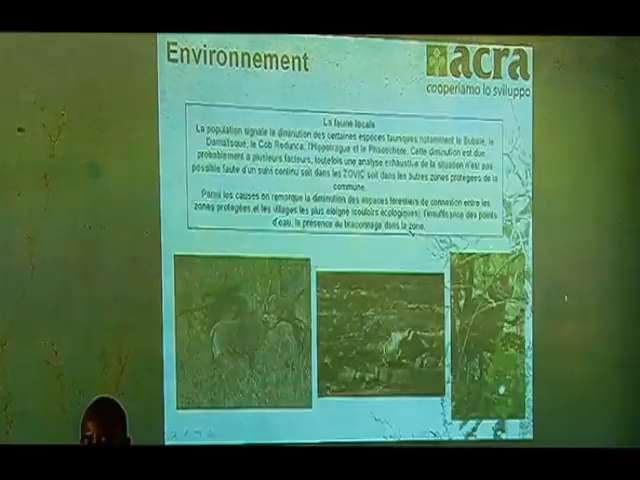 Environnement
acra
cooperiamo lo sviluppo
La faune locale
La population signale la diminution des certaines espèces fauniques notamment le Bubale, le
Damalisque, le Cob Redunca, l'Hippotrague et le Phacochère. Cette diminution est due
probablement a plusieurs facteurs, toutefois une analyse exhaustive de la situation n'est pas
possible faute d'un suivi continu soit dans les ZOVIC soit dans les autres zones protégées de la
commune.
Parmi les causes on remarque la diminution des espaces forestiers de connexion entre les
zones protégées et les villages les plus éloigné (couloirs écologiques), l'insuffisance des points
d'eau, la présence du braconnage dans la zone.